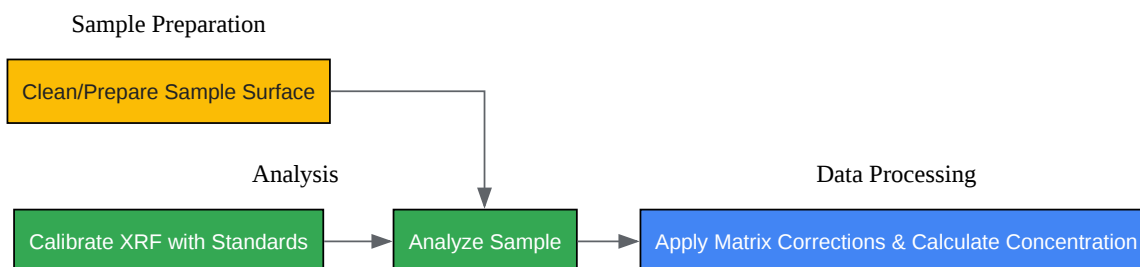 Sample Preparation
Clean/Prepare Sample Surface
Analysis
Data Processing
Calibrate XRF with Standards
Analyze Sample
Apply Matrix Corrections & Calculate Concentration